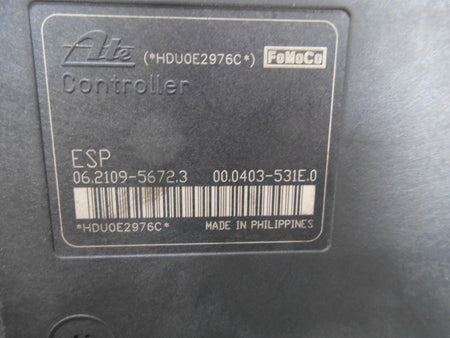 Ate (*HDU0E2976C*) FoMoCo
Controller
ESP
06.2109-5672.3 00.0403-531E.0
MADE IN PHILIPPINES
*HDU0E2976C*